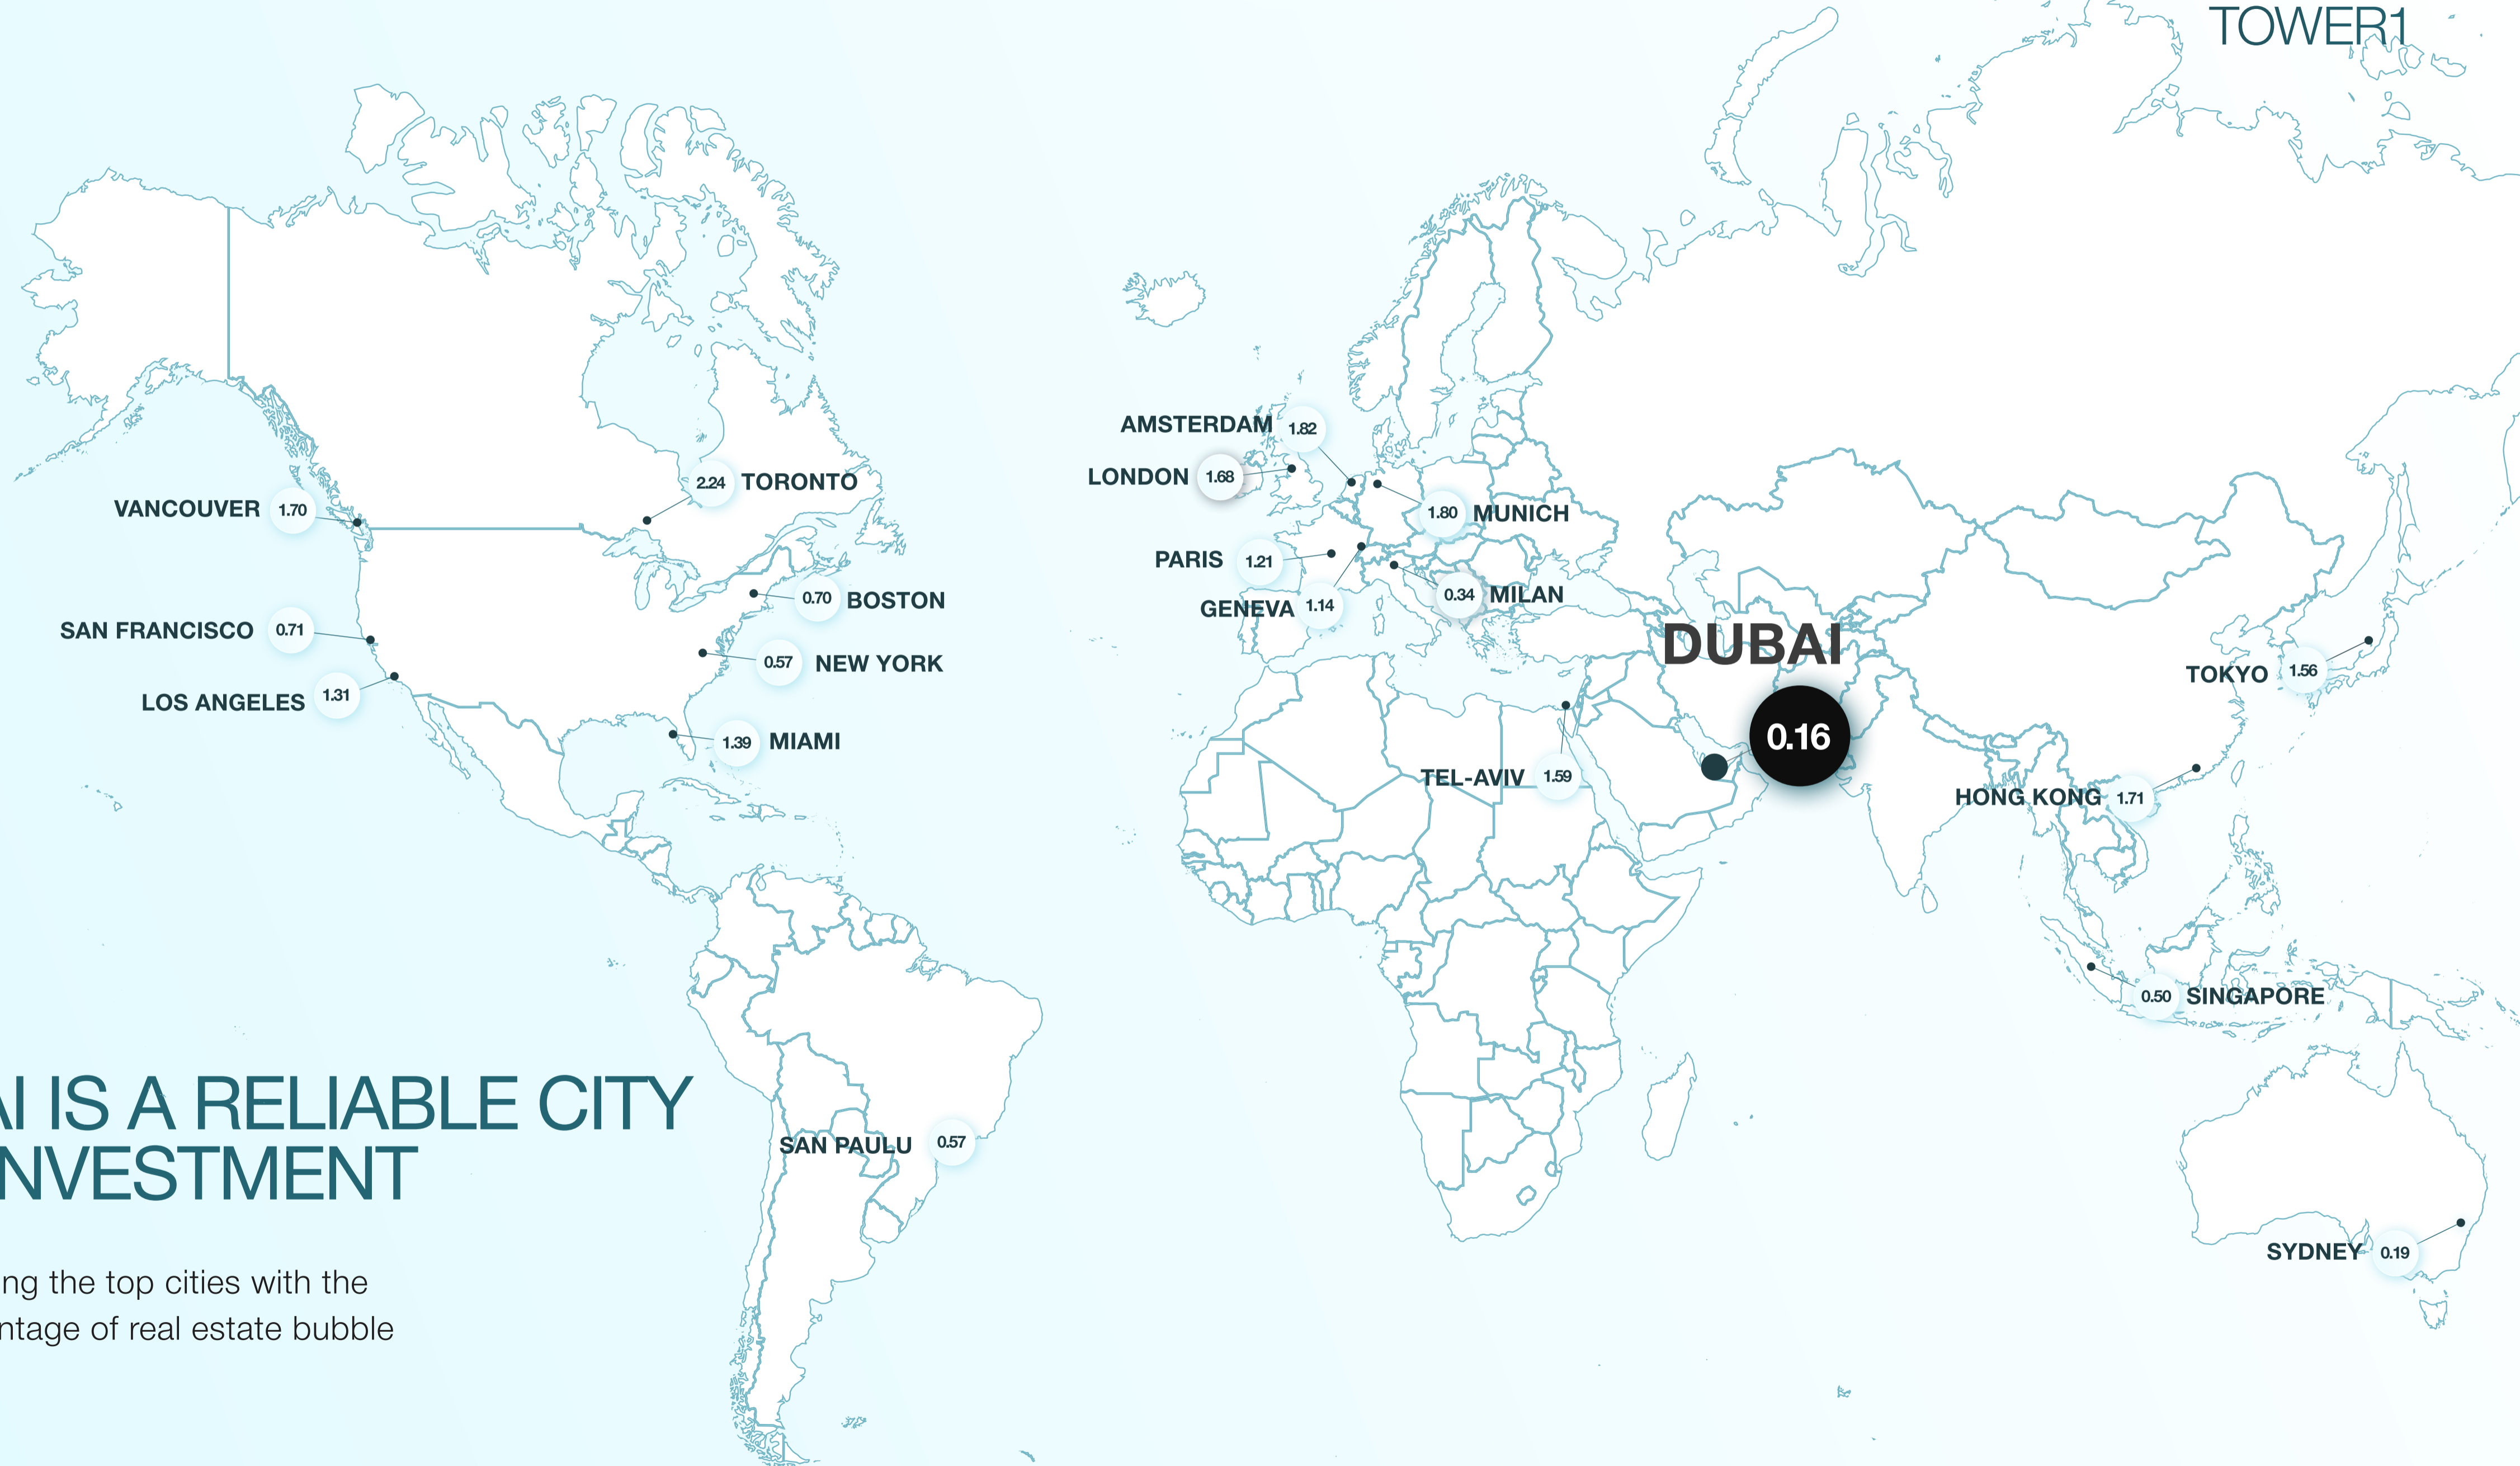 TOWER1
AMSTERDAM 1.82
LONDON 1.68
2.24 TORONTO
VANCOUVER 1.70
1.80 MUNICH
PARIS 1.21
GENEVA 1.14
0.34 MILAN
0.70 BOSTON
SAN FRANCISCO 0.71
0.57 NEW YORK
LOS ANGELES 1.31
1.39 MIAMI
DUBAI
0.16
TOKYO 1.56
TEL-AVIV 1.59
HONG KONG 1.71
0.50 SINGAPORE
AI IS A RELIABLE CITY
NVESTMENT
SAN PAULU 0.57
SYDNEY 0.19
ng the top cities with the
ntage of real estate bubble